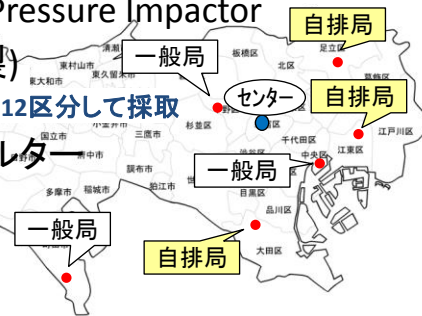 Pressure Impactor
自排局
一般局
製)
清瀬
板橋区
北区
足立区
葛飾区
東村山市
東大和市
東久留米市
センター
自排局
12区分して採取
杉並区
江戸川区
国立市
三鷹市
千代田区
江東区
ルター
府中市
調布市
一般局
中央区
多摩市
稲城市
狛江市
目黒区
品川区
一般局
自排局
大田区